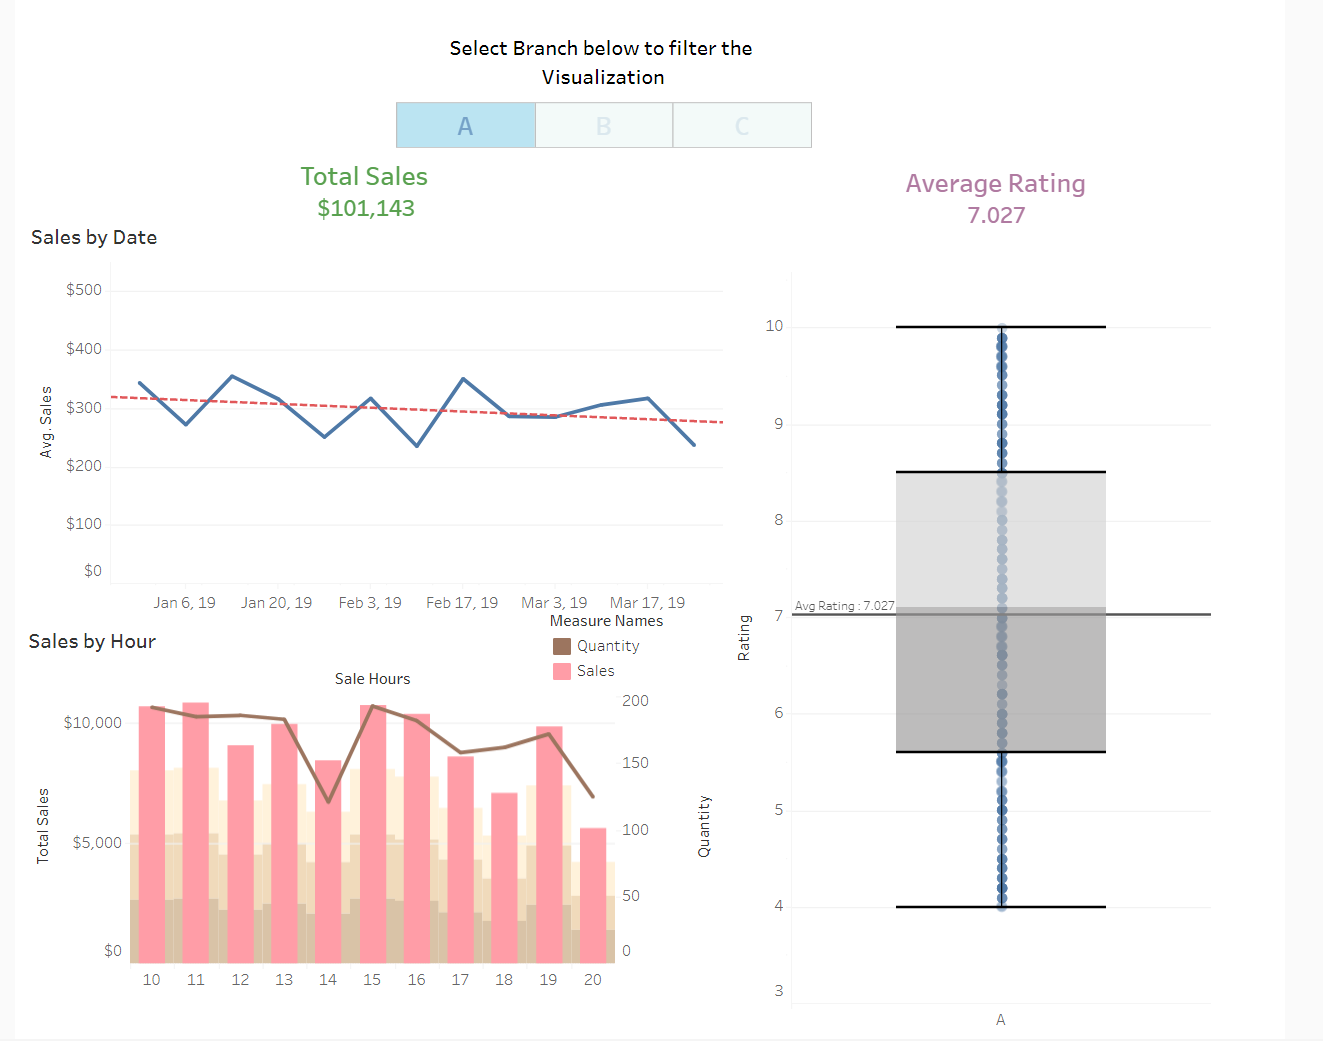 Select Branch below to filter the
Visualization
A B C
Total Sales
$101,143
Average Rating
7.027
Sales by Date
$500
$400
$300
$200
$100
$0
Avg. Sales
Jan 6, 19 Jan 20, 19 Feb 3, 19 Feb 17, 19 Mar 3, 19 Mar 17, 19
Measure Names
Quantity
Sales
Sales by Hour
Sale Hours
$10,000
$5,000
$0
Total Sales
200
150
100
50
0
Quantity
10 11 12 13 14 15 16 17 18 19 20
10
9
8
7
6
5
4
3
Rating
Avg Rating : 7.027
A